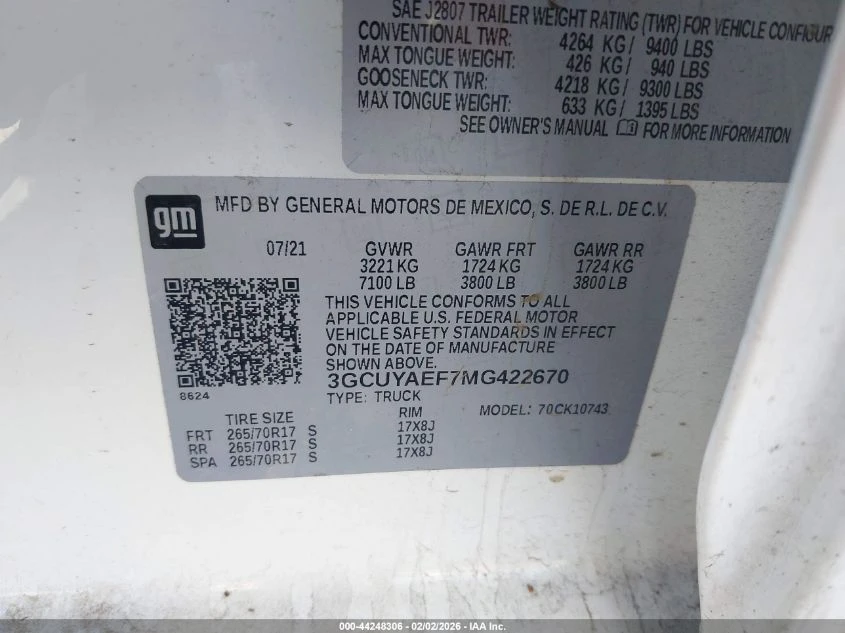 SAE J2807 TRAILER WEIGHT RATING (TWR) FOR VEHICLE CONFIGUR
CONVENTIONAL TWR: 4264 KG/ 9400 LBS
MAX TONGUE WEIGHT: 426 KG/ 940 LBS
GOOSENECK TWR: 4218 KG/ 9300 LBS
MAX TONGUE WEIGHT: 633 KG/ 1395 LBS
SEE OWNER'S MANUAL FOR MORE INFORMATION
gm MFD BY GENERAL MOTORS DE MEXICO, S. DE R.L. DE C.V.
07/21 GVWR GAWR FRT GAWR RR
3221 KG 1724 KG 1724 KG
7100 LB 3800 LB 3800 LB
THIS VEHICLE CONFORMS TO ALL
APPLICABLE U.S. FEDERAL MOTOR
VEHICLE SAFETY STANDARDS IN EFFECT
ON THE DATE OF MANUFACTURE
SHOWN ABOVE.
3GCUYAEF7MG422670
8624 TYPE: TRUCK MODEL: 70CK10743
TIRE SIZE RIM
FRT 265/70R17 S 17X8J
RR 265/70R17 S 17X8J
SPA 265/70R17 S 17X8J
000-44248306 - 02/02/2026 - IAA Inc.